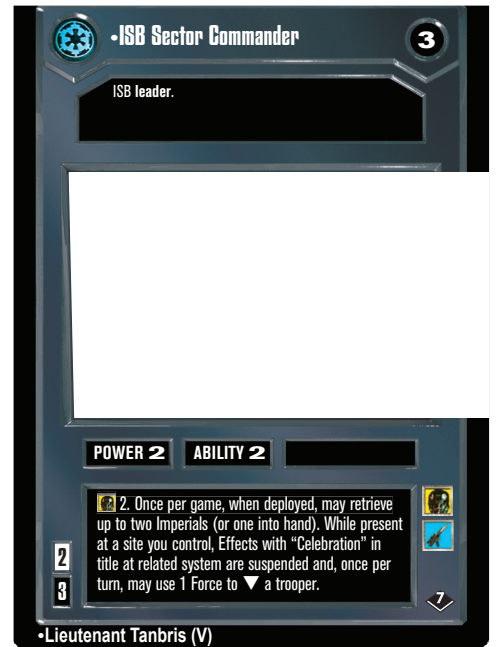 •ISB Sector Commander
3
ISB leader.
POWER 2
ABILITY 2
2. Once per game, when deployed, may retrieve
up to two Imperials (or one into hand). While present
at a site you control, Effects with “Celebration” in
title at related system are suspended and, once per
turn, may use 1 Force to ▼ a trooper.
2
3
7
•Lieutenant Tanbris (V)